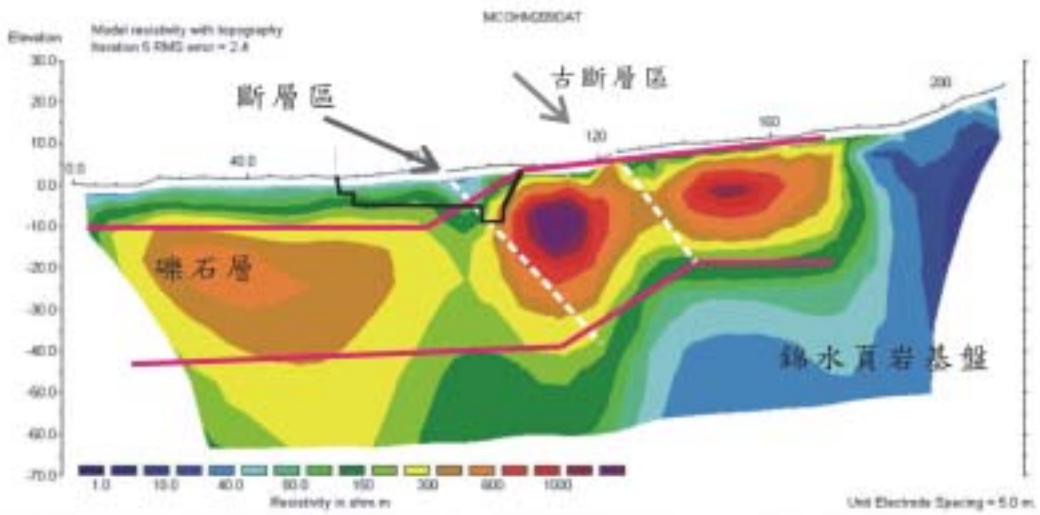 Model resistivity with topography
Iteration 5 RMS error = 2.4
Elevation
30.0
20.0
10.0
0.0
-10.0
-20.0
-30.0
-40.0
-50.0
-60.0
-70.0
斷層區
古斷層區
0.0
40.0
120
160
200
礫石層
錦水頁岩基盤
1.0 10.0 40.0 80.0 150 300 600 1000
Resistivity in ohm.m
Unit Electrode Spacing = 5.0 m.